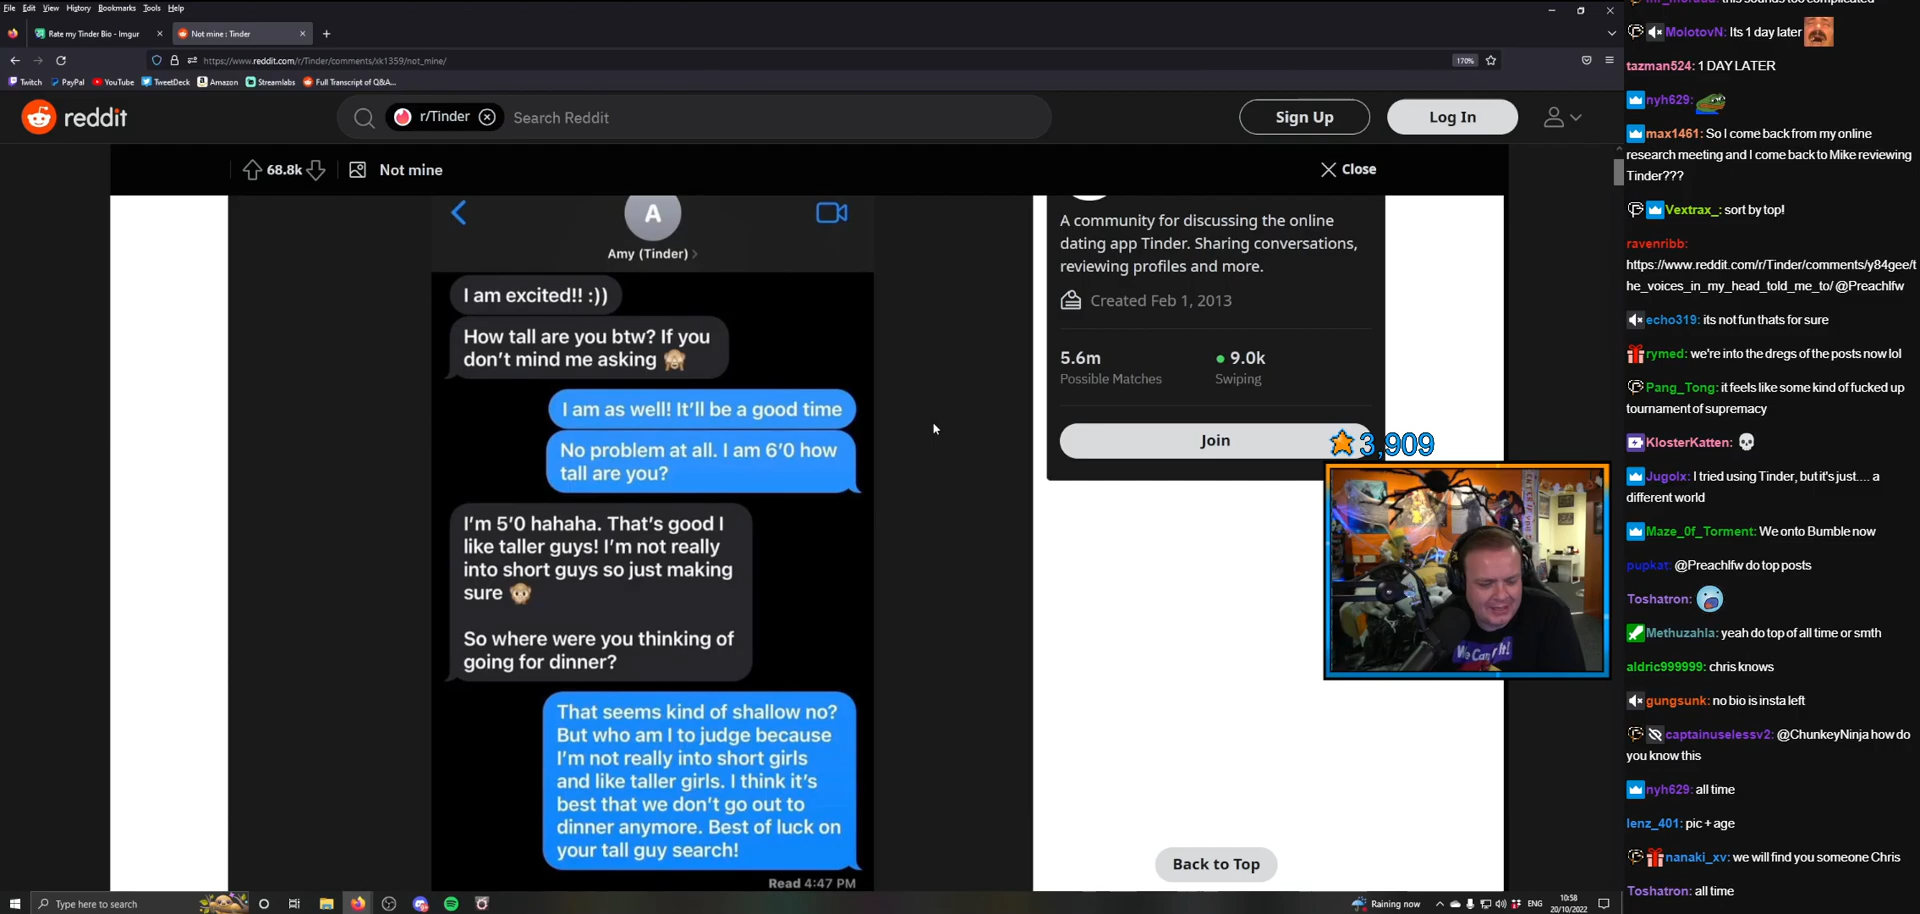 File Edit View History Bookmarks Tools Help
Rate my Tinder Bio - Imgur
Not mine : Tinder
https://www.reddit.com/r/Tinder/comments/xk1359/not_mine/
170%
Twitch PayPal YouTube TweetDeck Amazon Streamlabs Full Transcript of Q&A...
reddit
r/Tinder
Search Reddit
Sign Up
Log In
68.8k
Not mine
Close
A
Amy (Tinder)
I am excited!! :))
How tall are you btw? If you
don't mind me asking 🙈
I am as well! It'll be a good time
No problem at all. I am 6'0 how
tall are you?
I'm 5'0 hahaha. That's good I
like taller guys! I'm not really
into short guys so just making
sure 🙊
So where were you thinking of
going for dinner?
That seems kind of shallow no?
But who am I to judge because
I'm not really into short girls
and like taller girls. I think it's
best that we don't go out to
dinner anymore. Best of luck on
your tall guy search!
Read 4:47 PM
A community for discussing the online
dating app Tinder. Sharing conversations,
reviewing profiles and more.
Created Feb 1, 2013
5.6m
Possible Matches
9.0k
Swiping
Join
Back to Top
3,909
MolotovN: Its 1 day later
tazman524: 1 DAY LATER
nyh629:
max1461: So I come back from my online
research meeting and I come back to Mike reviewing
Tinder???
Vextrax_: sort by top!
ravenribb:
https://www.reddit.com/r/Tinder/comments/y84gee/t
he_voices_in_my_head_told_me_to/ @Preachlfw
echo319: its not fun thats for sure
rymed: we're into the dregs of the posts now lol
Pang_Tong: it feels like some kind of fucked up
tournament of supremacy
KlosterKatten: 💀
Jugolx: I tried using Tinder, but it's just.... a
different world
Maze_0f_Torment: We onto Bumble now
pupkat: @Preachlfw do top posts
Toshatron:
Methuzahla: yeah do top of all time or smth
aldric999999: chris knows
gungsunk: no bio is insta left
captainuselessv2: @ChunkeyNinja how do
you know this
nyh629: all time
lenz_401: pic + age
nanaki_xv: we will find you someone Chris
Toshatron: all time
Type here to search
Raining now
ENG
10:58
20/10/2022